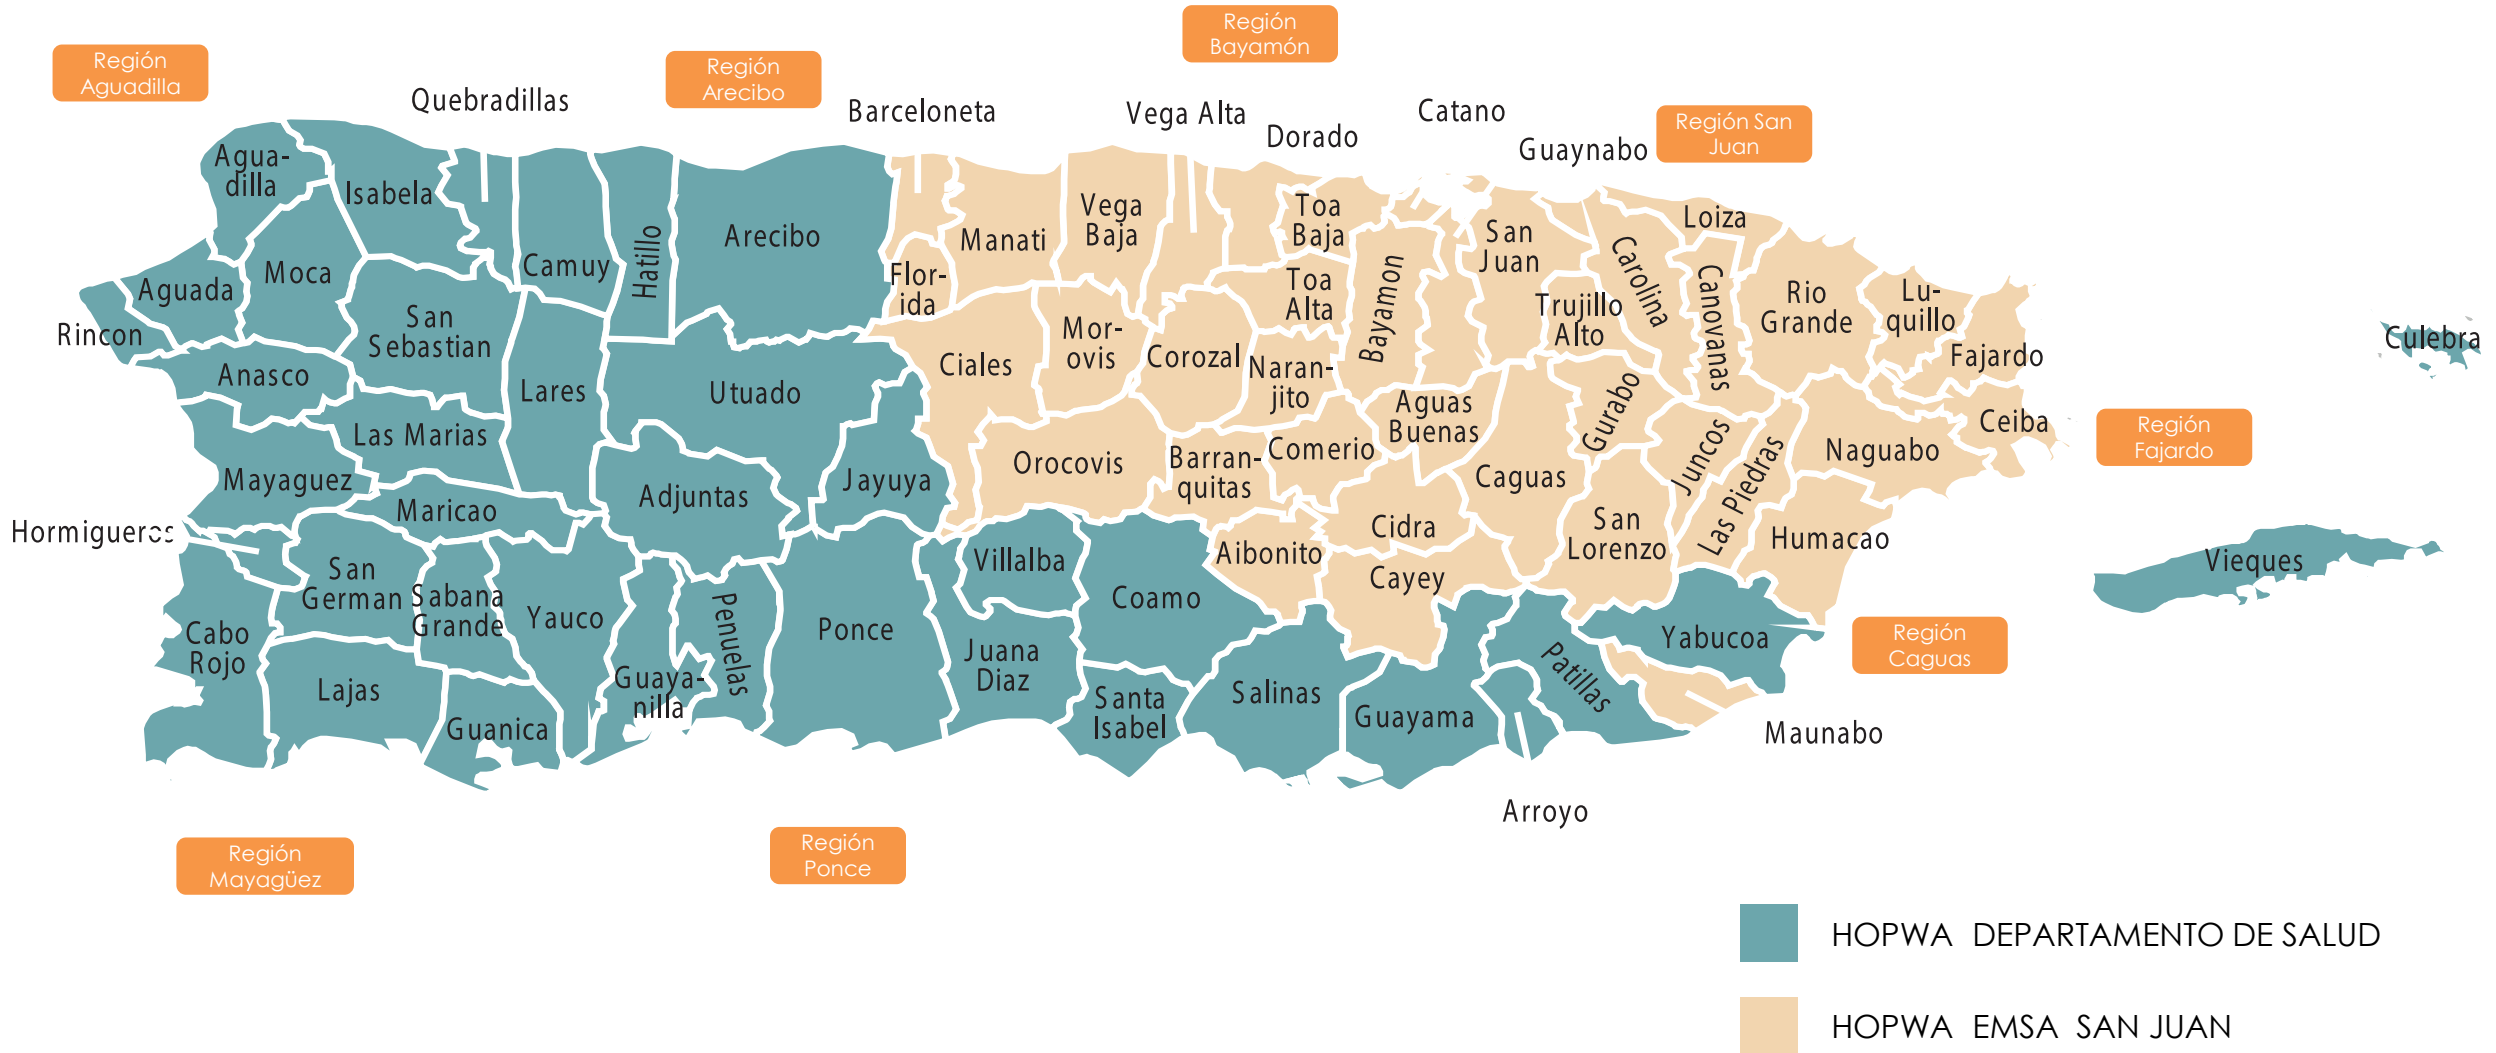 Región
Bayamón
Región
Aguadilla
Región
Arecibo
Quebradillas
Barceloneta
Vega Alta
Catano
Dorado
Guaynabo
Región San
Juan
Agua-
dilla
Isabela
Moca
Aguada
Rincon
Camuy
Hatillo
Arecibo
Manati
Flor-
ida
Vega
Baja
Toa
Baja
Toa
Alta
Bayamon
San
Juan
Trujillo
Alto
Carolina
Loiza
Canovanas
Rio
Grande
Lu-
quillo
Fajardo
Culebra
San
Sebastian
Anasco
Lares
Utuado
Ciales
Mor-
ovis
Corozal
Naran-
jito
Aguas
Buenas
Gurabo
Ceiba
Región
Fajardo
Las Marias
Mayaguez
Maricao
Adjuntas
Jayuya
Orocovis
Barran-
quitas
Comerio
Caguas
Juncos
Las Piedras
Naguabo
Hormigueros
San
German
Sabana
Grande
Yauco
Villalba
Coamo
Aibonito
Cidra
Cayey
San
Lorenzo
Humacao
Vieques
Cabo
Rojo
Lajas
Guanica
Guaya-
nilla
Penuelas
Ponce
Juana
Diaz
Santa
Isabel
Salinas
Guayama
Patillas
Yabucoa
Región
Caguas
Maunabo
Arroyo
Región
Mayagüez
Región
Ponce
HOPWA DEPARTAMENTO DE SALUD
HOPWA EMSA SAN JUAN